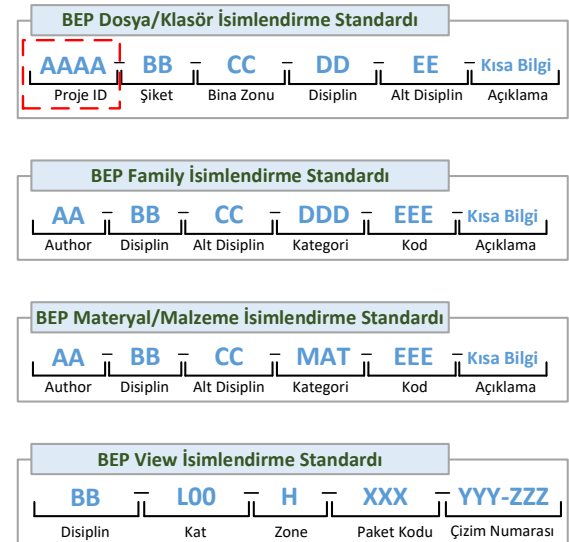 BEP Dosya/Klasör İsimlendirme Standardı
AAAA – BB – CC – DD – EE – Kısa Bilgi
Proje ID Şiket Bina Zonu Disiplin Alt Disiplin Açıklama
BEP Family İsimlendirme Standardı
AA – BB – CC – DDD – EEE – Kısa Bilgi
Author Disiplin Alt Disiplin Kategori Kod Açıklama
BEP Materyal/Malzeme İsimlendirme Standardı
AA – BB – CC – MAT – EEE – Kısa Bilgi
Author Disiplin Alt Disiplin Kategori Kod Açıklama
BEP View İsimlendirme Standardı
BB – L00 – H – XXX – YYY-ZZZ
Disiplin Kat Zone Paket Kodu Çizim Numarası